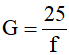 G = 25/f